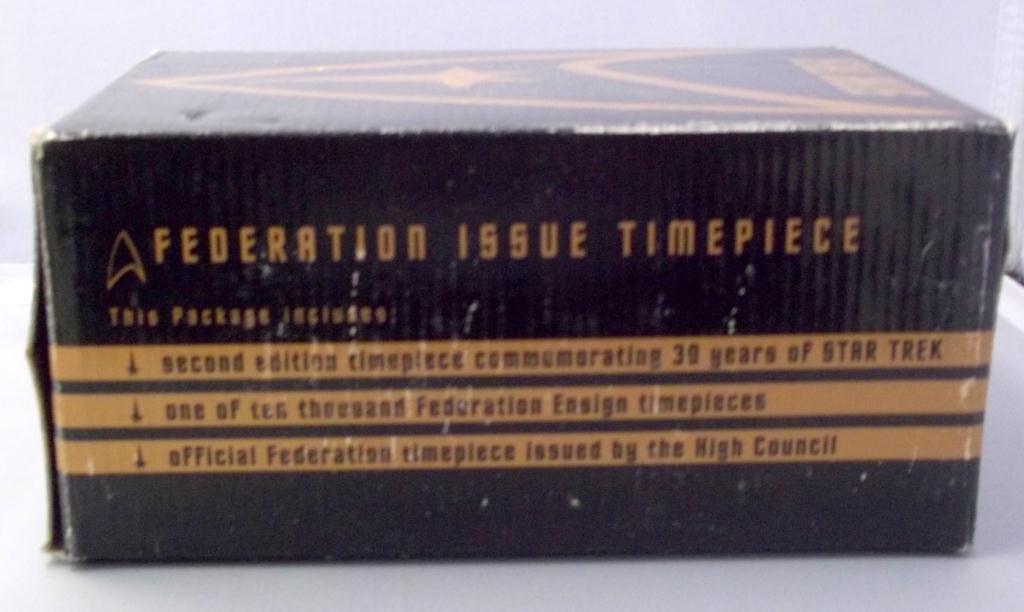 FEDERATION ISSUE TIMEPIECE
This Package includes:
second edition timepiece commumorating 30 years of STAR TREK
one of ten thousand Federation Ensign timepieces
official Federation timepiece issued by the High Council